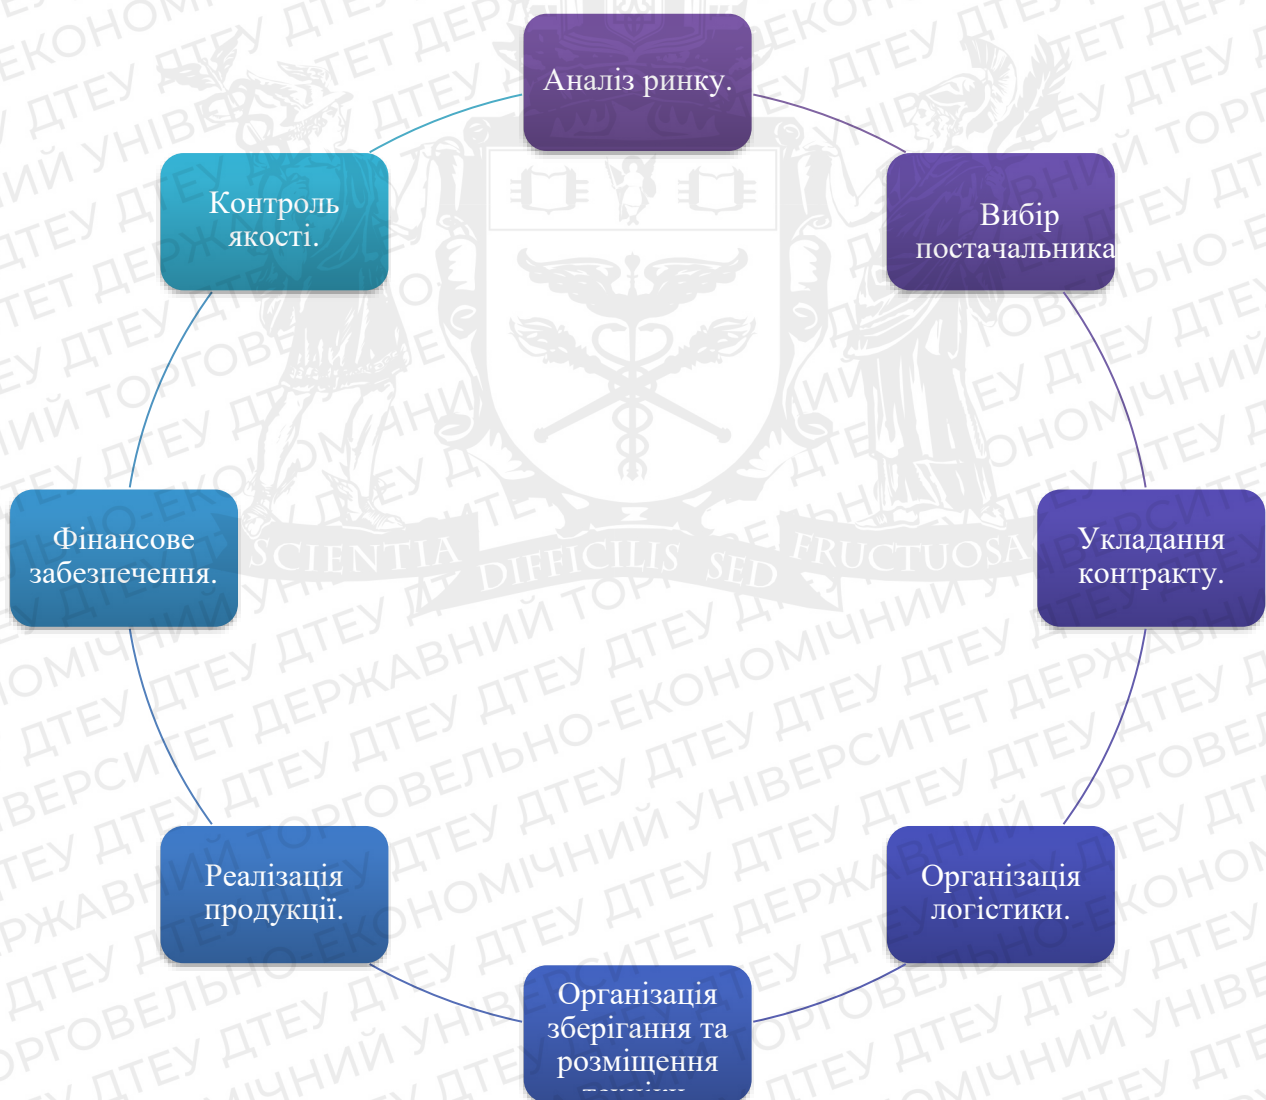 Аналіз ринку.
Вибір
постачальника
Укладання
контракту.
Організація
логістики.
Організація
зберігання та
розміщення
Реалізація
продукції.
Фінансове
забезпечення.
Контроль
якості.
SCIENTIA DIFFICILIS SED FRUCTUOSA